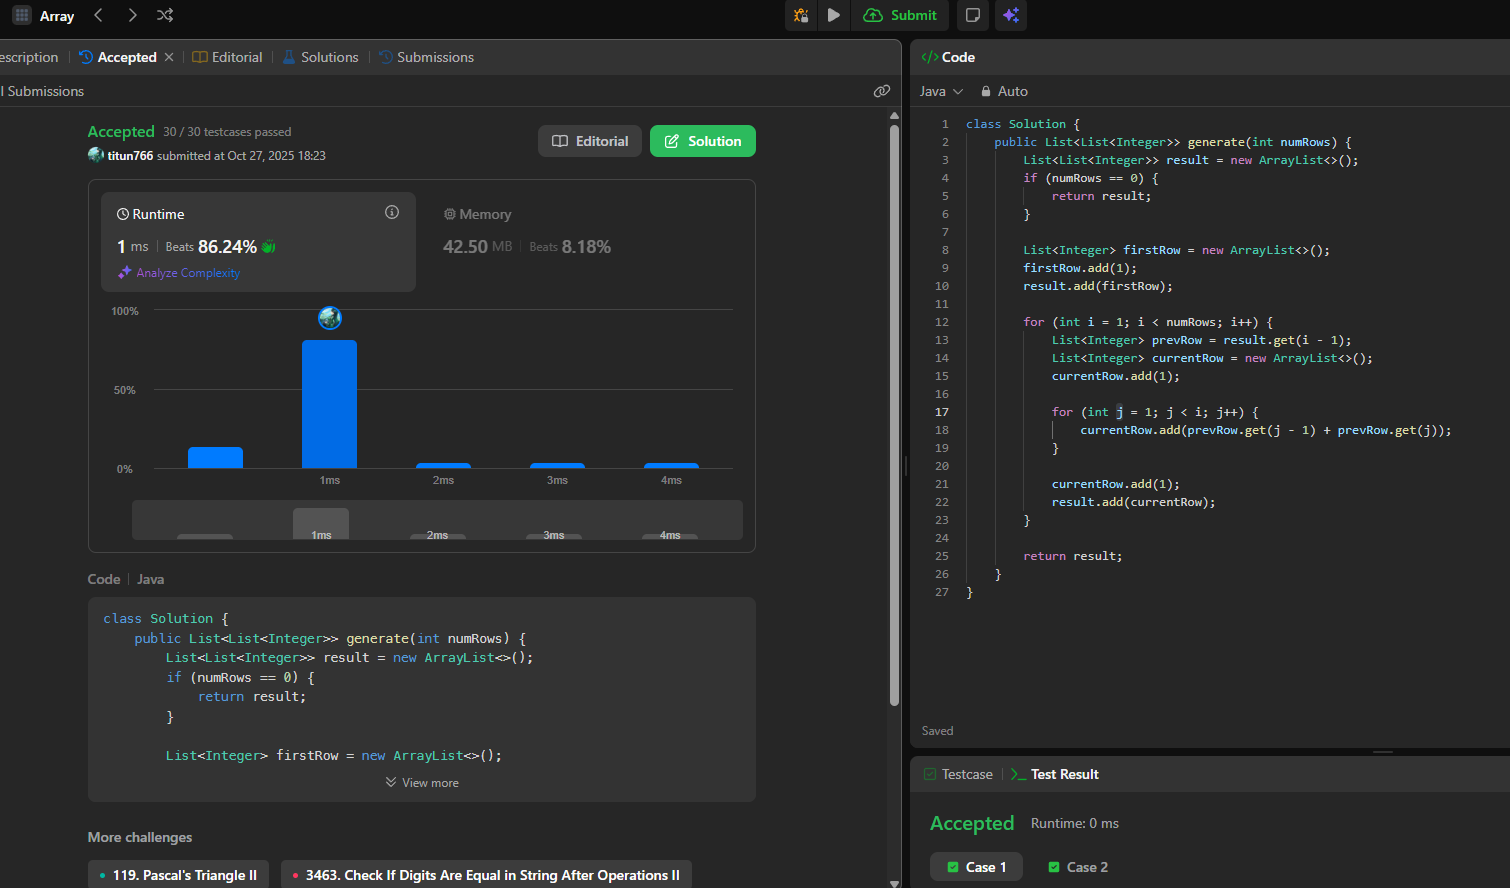 Array
Submit
escription
Accepted
Editorial
Solutions
Submissions
l Submissions
Accepted 30 / 30 testcases passed
titun766 submitted at Oct 27, 2025 18:23
Editorial
Solution
Runtime
1 ms | Beats 86.24%
Analyze Complexity
Memory
42.50 MB | Beats 8.18%
100%
50%
0%
1ms 2ms 3ms 4ms
1ms 2ms 3ms 4ms
Code | Java
class Solution {
    public List<List<Integer>> generate(int numRows) {
        List<List<Integer>> result = new ArrayList<>();
        if (numRows == 0) {
            return result;
        }

        List<Integer> firstRow = new ArrayList<>();
View more
More challenges
119. Pascal's Triangle II
3463. Check If Digits Are Equal in String After Operations II
</> Code
Java
Auto
1 class Solution {
2     public List<List<Integer>> generate(int numRows) {
3         List<List<Integer>> result = new ArrayList<>();
4         if (numRows == 0) {
5             return result;
6         }
7
8         List<Integer> firstRow = new ArrayList<>();
9         firstRow.add(1);
10         result.add(firstRow);
11
12         for (int i = 1; i < numRows; i++) {
13             List<Integer> prevRow = result.get(i - 1);
14             List<Integer> currentRow = new ArrayList<>();
15             currentRow.add(1);
16
17             for (int j = 1; j < i; j++) {
18                 currentRow.add(prevRow.get(j - 1) + prevRow.get(j));
19             }
20
21             currentRow.add(1);
22             result.add(currentRow);
23         }
24
25         return result;
26     }
27 }
Saved
Testcase
Test Result
Accepted Runtime: 0 ms
Case 1
Case 2